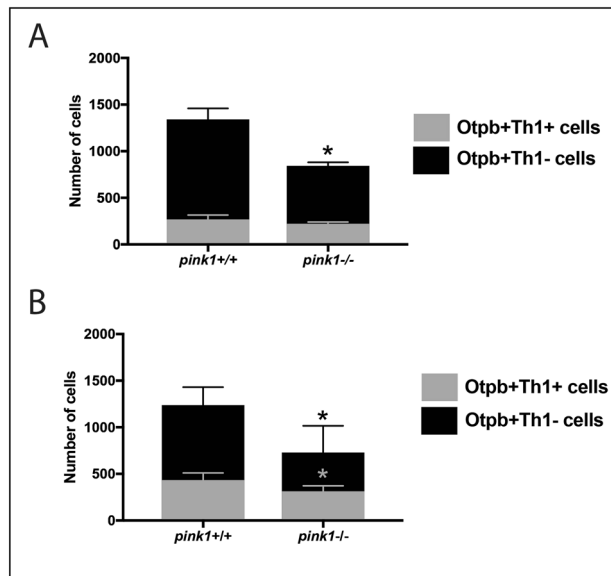 A
2000
1500
1000
500
0
Number of cells
*
pink1+/+
pink1-/-
Otpb+Th1+ cells
Otpb+Th1- cells
B
2000
1500
1000
500
0
Number of cells
*
*
pink1+/+
pink1-/-
Otpb+Th1+ cells
Otpb+Th1- cells